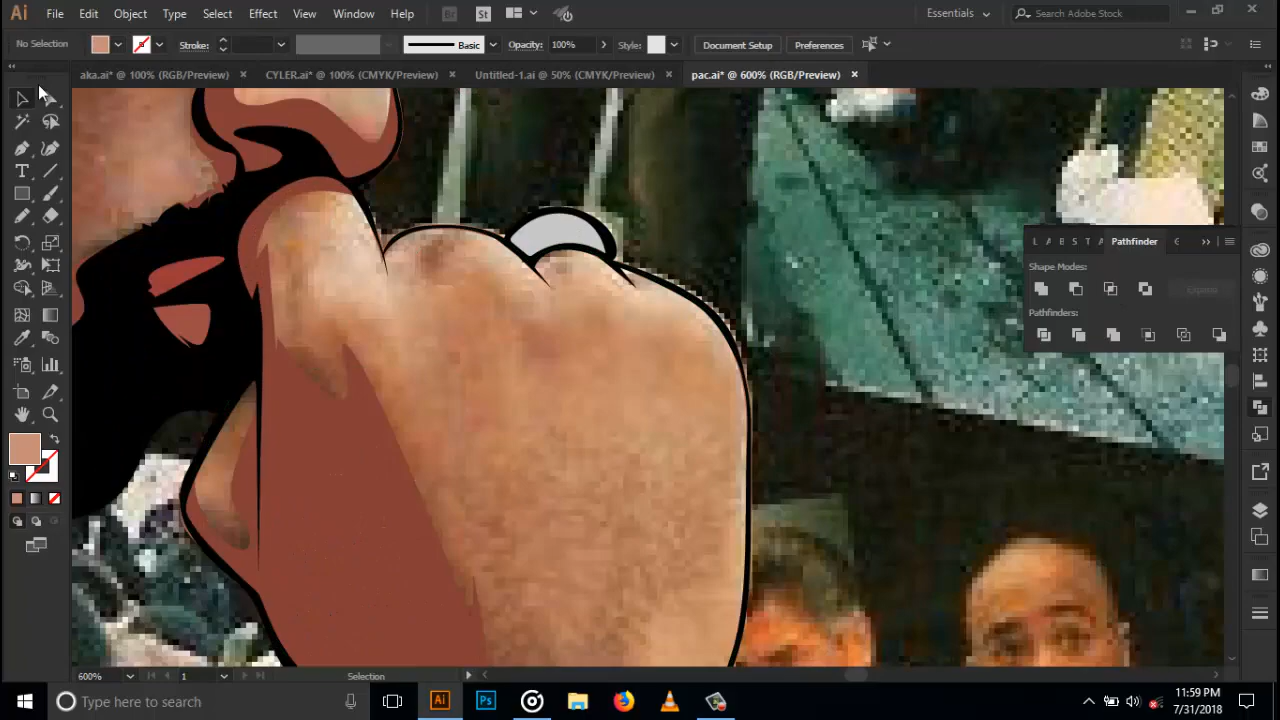 Ai File Edit Object Type Select Effect View Window Help Br St Essentials Search Adobe Stock
No Selection Stroke: Basic Opacity: 100% Style: Document Setup Preferences
aka.ai* @ 100% (RGB/Preview) CYLER.ai* @ 100% (CMYK/Preview) Untitled-1.ai @ 50% (CMYK/Preview) pac.ai* @ 600% (RGB/Preview)
L A B S T A Pathfinder
Shape Modes:
Expand
Pathfinders:
600% 1 Selection
Type here to search Ai Ps 11:59 PM
7/31/2018